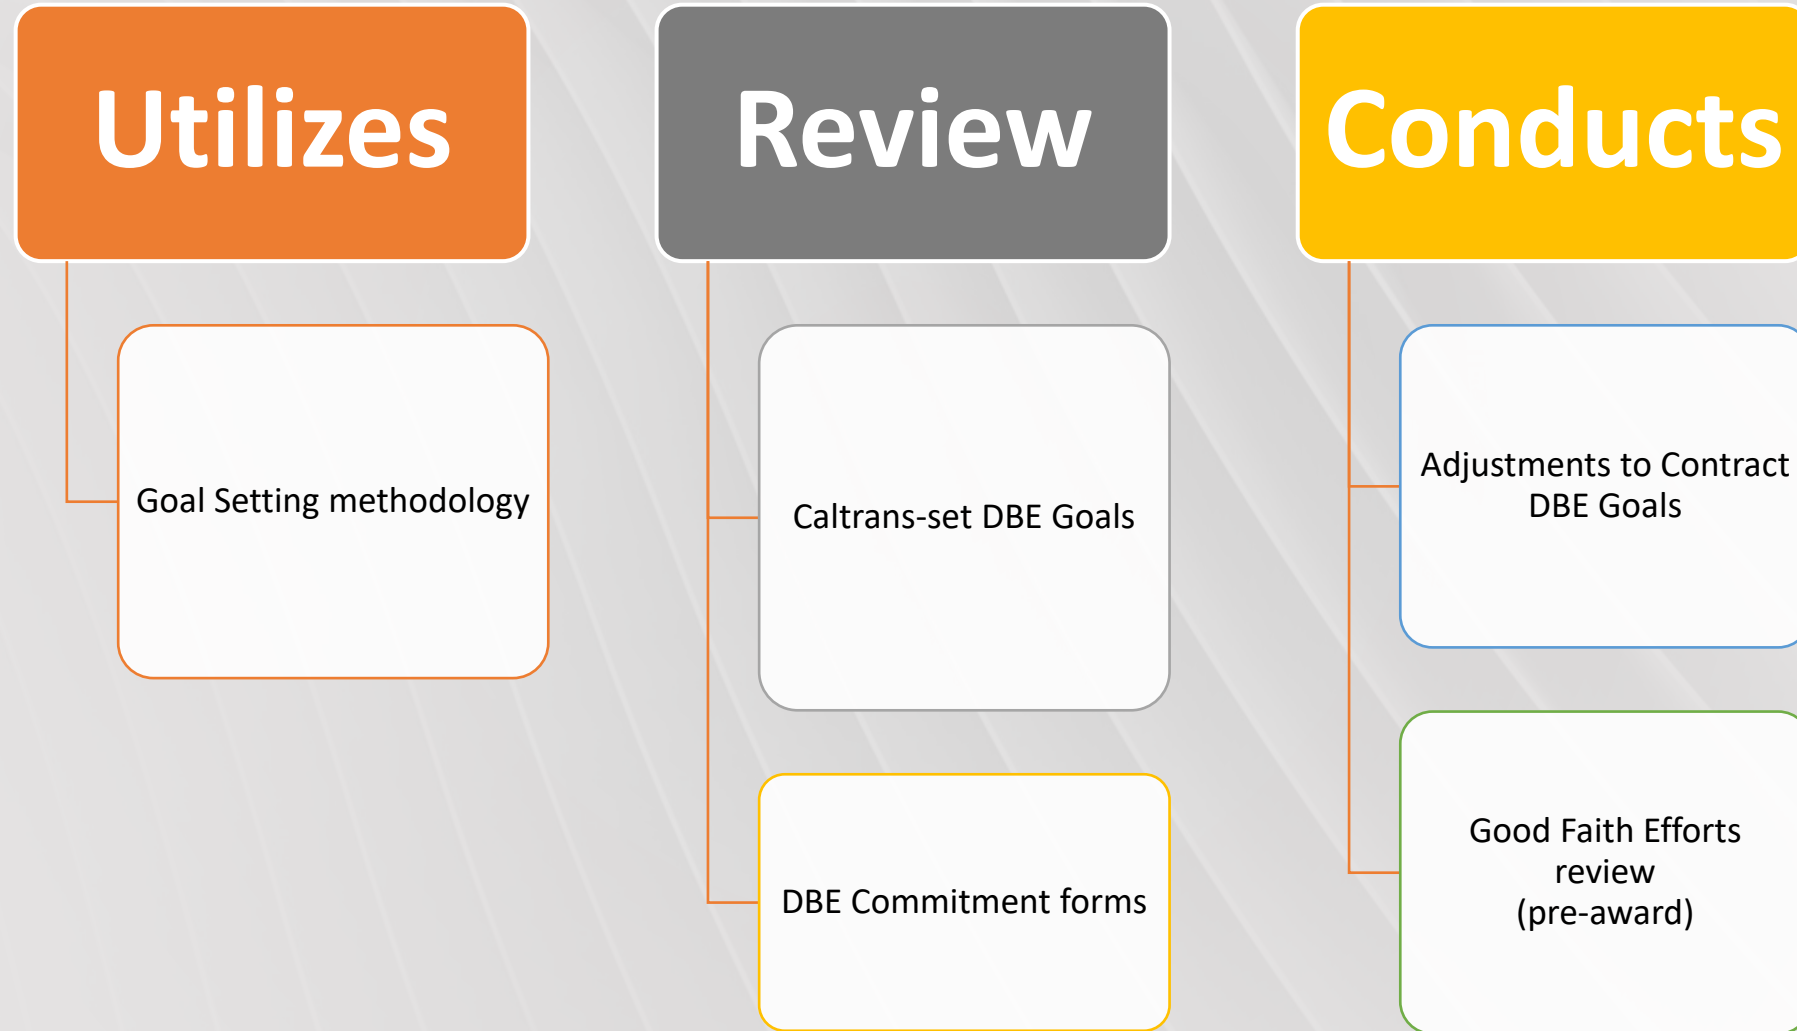 Utilizes
Goal Setting methodology
Review
Caltrans-set DBE Goals
DBE Commitment forms
Conducts
Adjustments to Contract
DBE Goals
Good Faith Efforts
review
(pre-award)